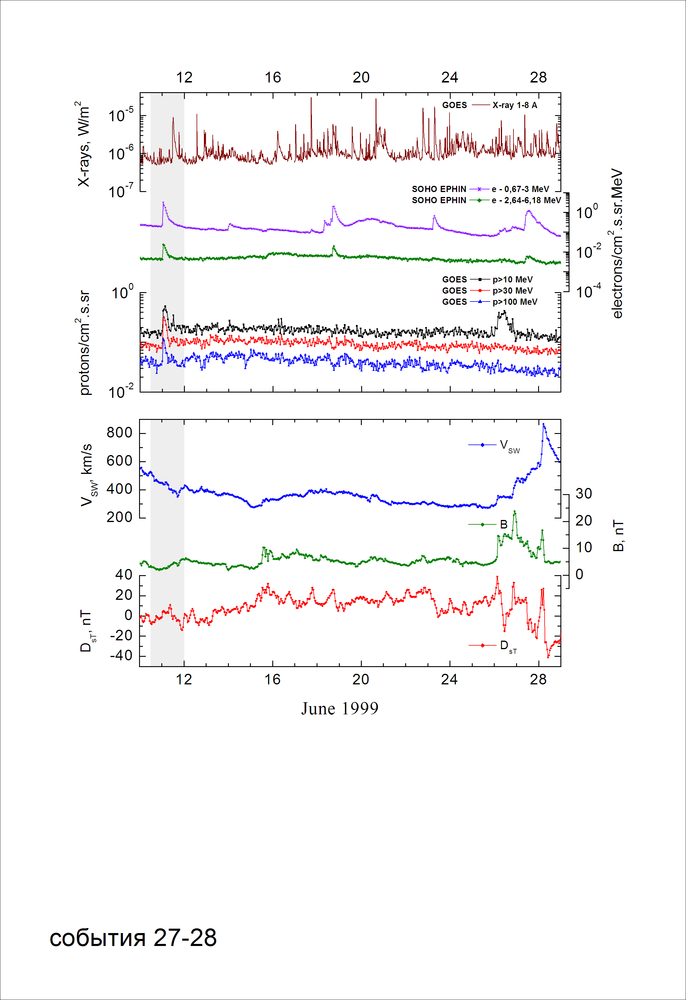 12 16 20 24 28
X-rays, W/m²
10⁻⁵
10⁻⁶
10⁻⁷
GOES X-ray 1-8 A
SOHO EPHIN e - 0,67-3 MeV
SOHO EPHIN e - 2,64-6,18 MeV
electrons/cm².s.sr.MeV
10⁰
10⁻²
10⁻⁴
GOES p>10 MeV
GOES p>30 MeV
GOES p>100 MeV
protons/cm².s.sr
10⁰
10⁻²
V_SW, km/s
800
600
400
200
V_SW
B
B, nT
30
20
10
0
D_sT, nT
40
20
0
-20
-40
D_sT
12 16 20 24 28
June 1999
события 27-28